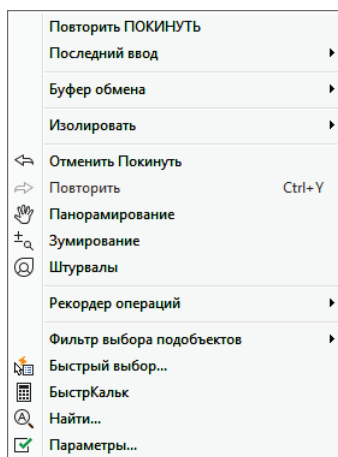 Повторить ПОКИНУТЬ
Последний ввод
Буфер обмена
Изолировать
Отменить Покинуть
Повторить Ctrl+Y
Панорамирование
Зумирование
Штурвалы
Рекордер операций
Фильтр выбора подобъектов
Быстрый выбор...
БыстрКальк
Найти...
Параметры...